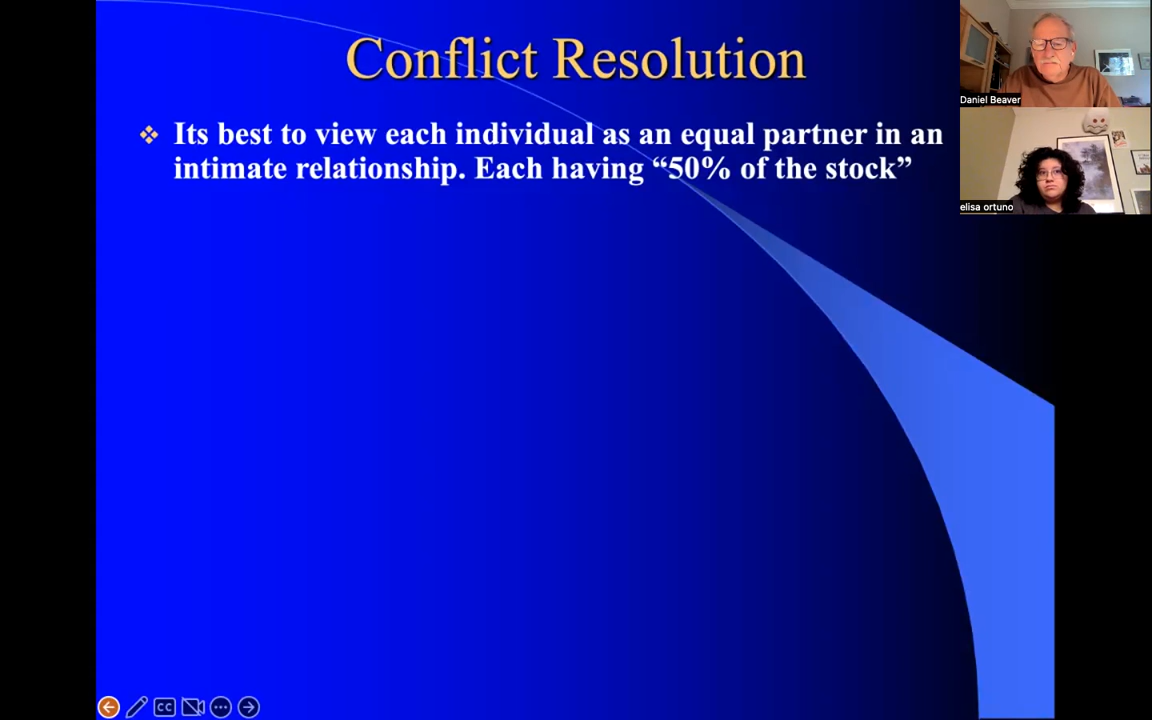 Conflict Resolution
Its best to view each individual as an equal partner in an
intimate relationship. Each having “50% of the stock”
Daniel Beaver
elisa ortuno
CC